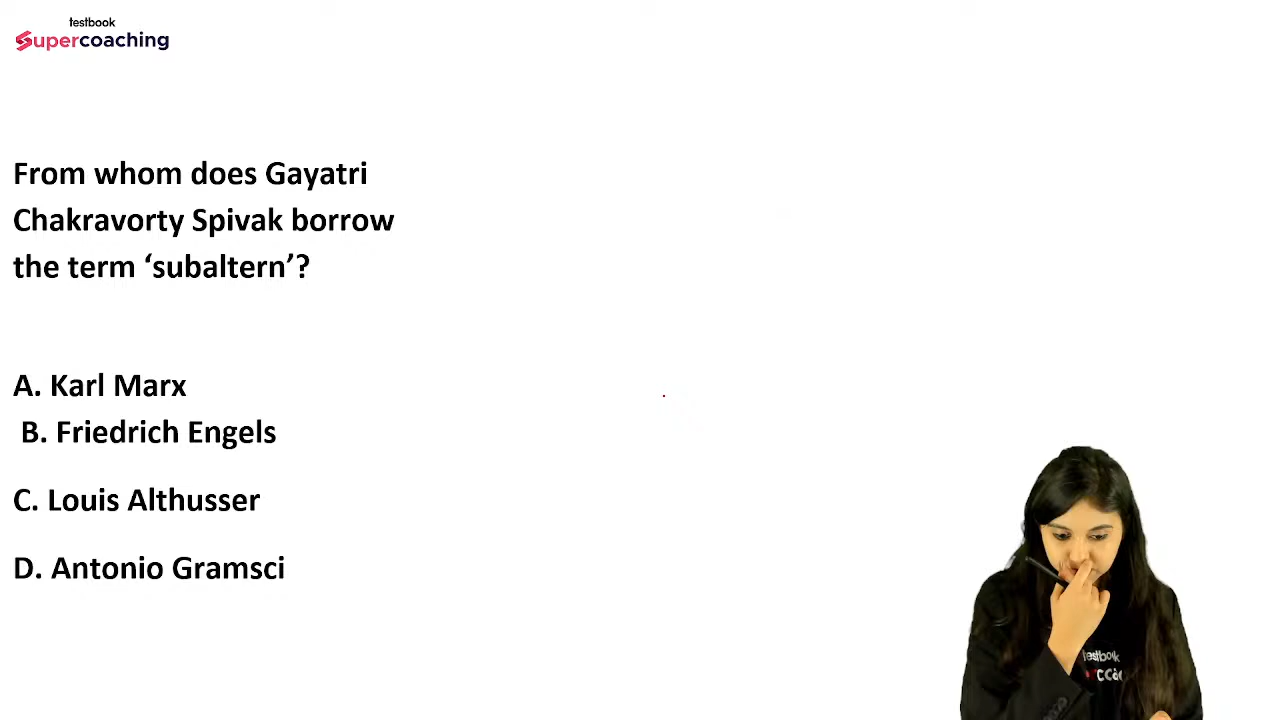 testbook
Supercoaching
From whom does Gayatri
Chakravorty Spivak borrow
the term ‘subaltern’?
A. Karl Marx
B. Friedrich Engels
C. Louis Althusser
D. Antonio Gramsci
testbook